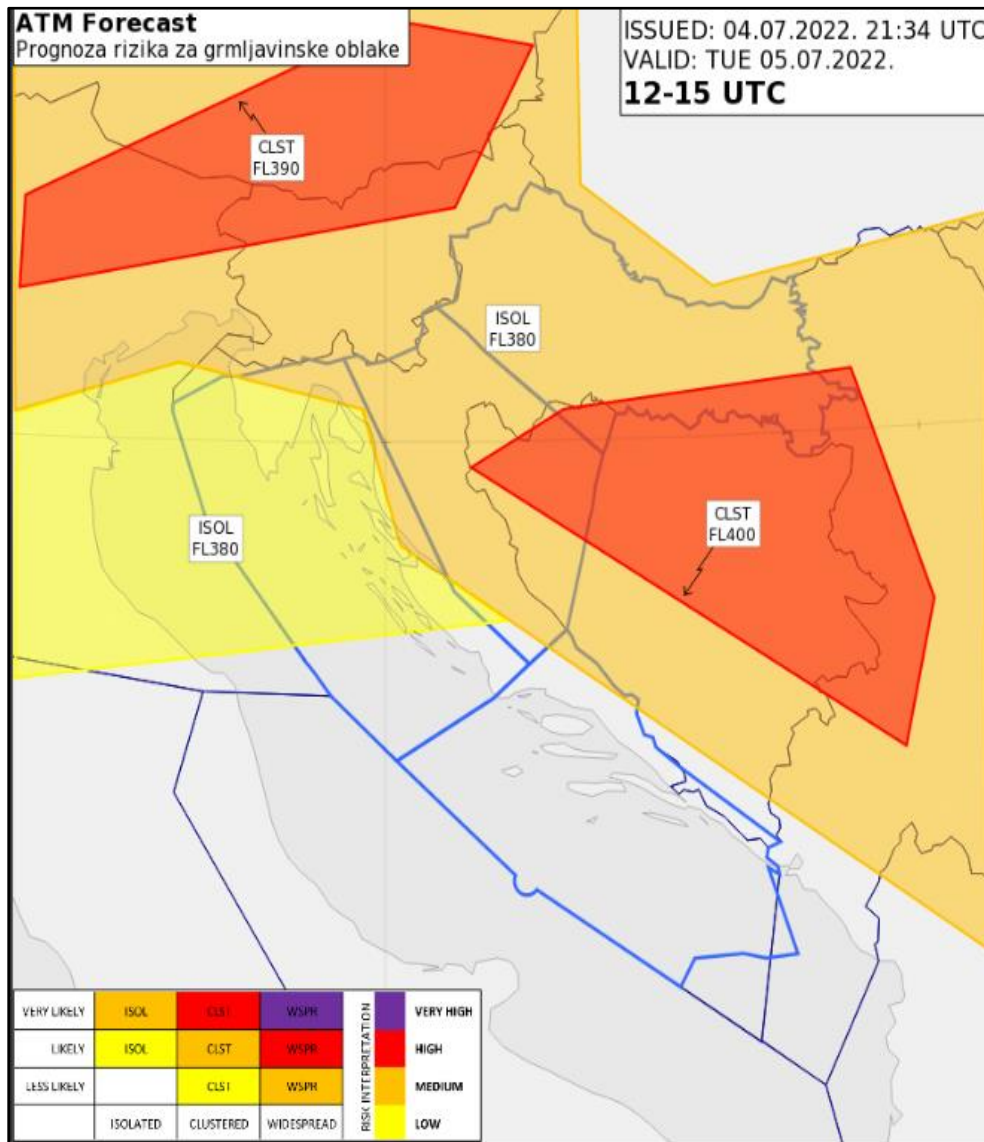 ATM Forecast
Prognoza rizika za grmljavinske oblake
ISSUED: 04.07.2022. 21:34 UTC
VALID: TUE 05.07.2022.
12-15 UTC
CLST
FL390
ISOL
FL380
CLST
FL400
ISOL
FL380
VERY LIKELY ISOL CLST WSPR
LIKELY ISOL CLST WSPR
LESS LIKELY CLST WSPR
ISOLATED CLUSTERED WIDESPREAD
RISK INTERPRETATION
VERY HIGH
HIGH
MEDIUM
LOW